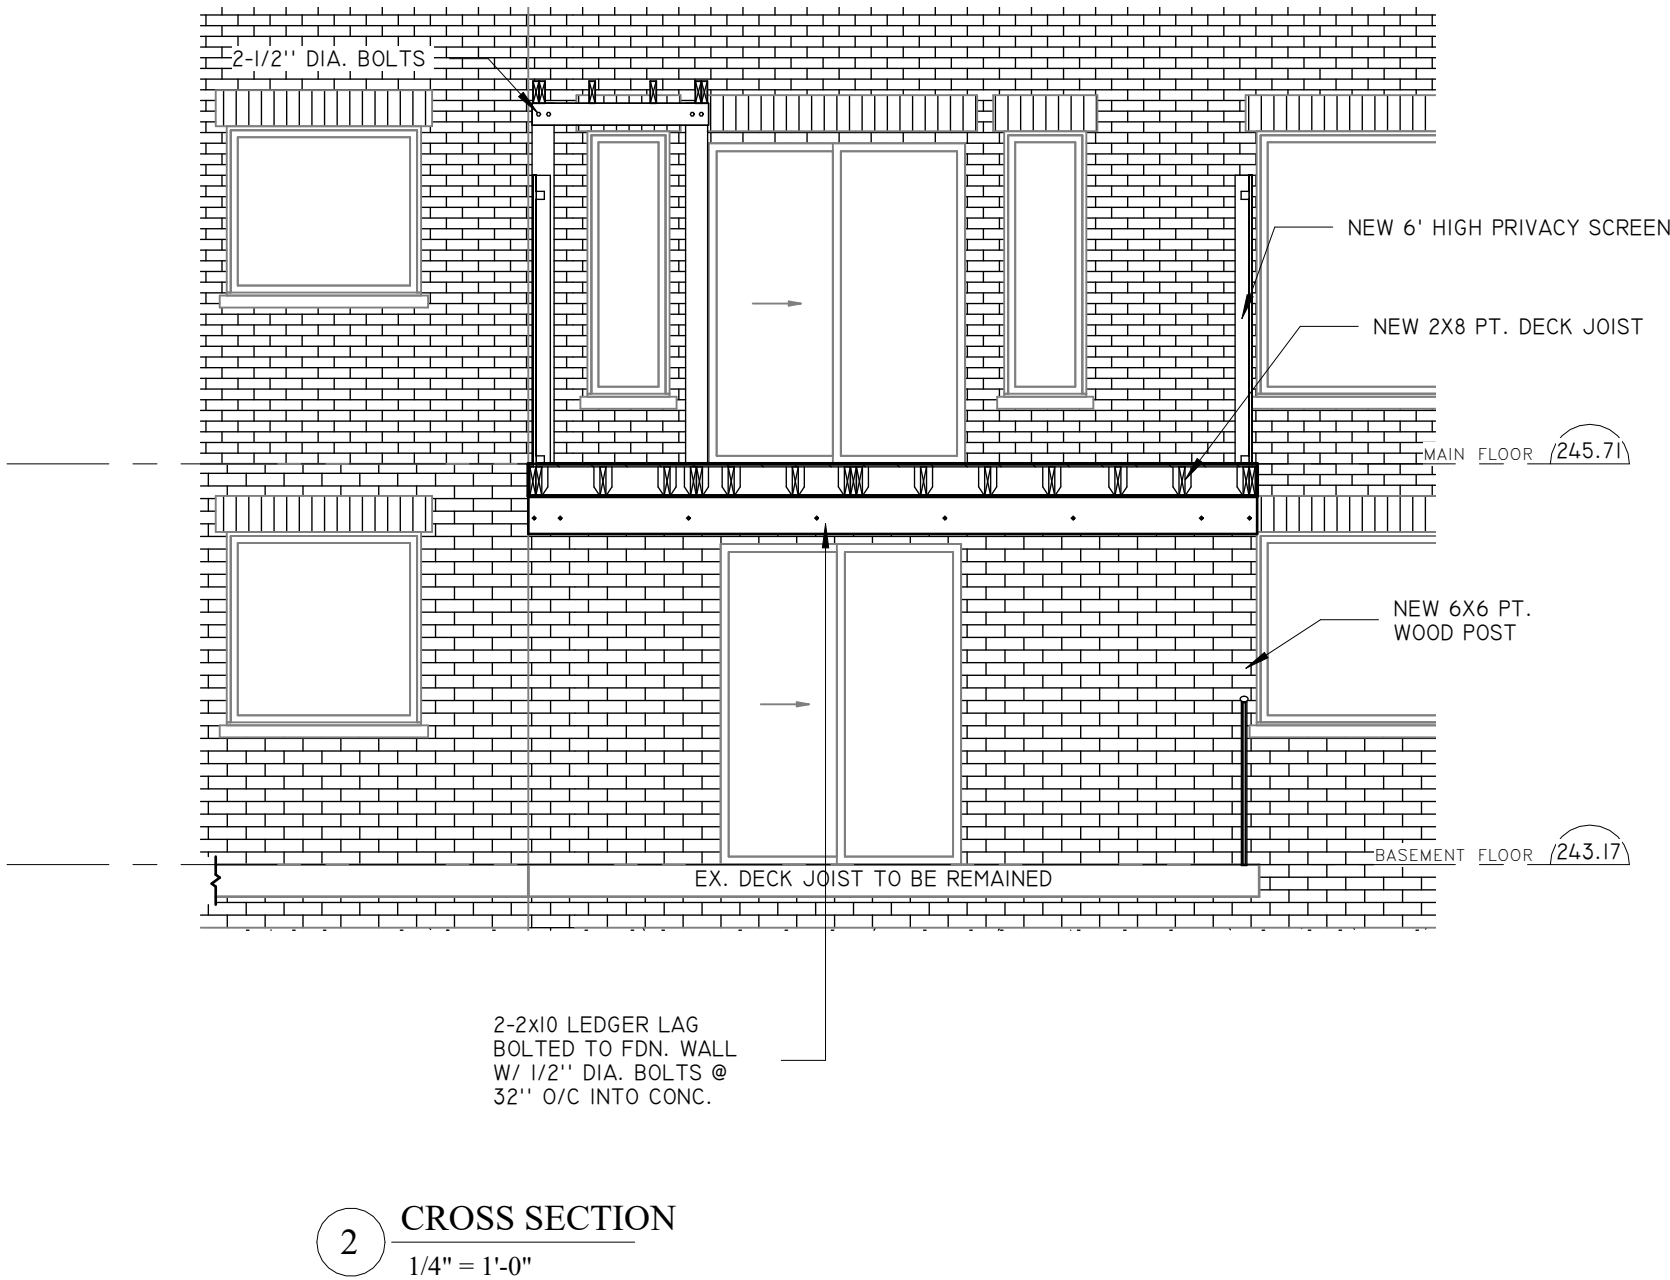 2-1/2'' DIA. BOLTS
NEW 6' HIGH PRIVACY SCREEN
NEW 2X8 PT. DECK JOIST
MAIN FLOOR 245.71
NEW 6X6 PT.
WOOD POST
BASEMENT FLOOR 243.17
EX. DECK JOIST TO BE REMAINED
2-2x10 LEDGER LAG
BOLTED TO FDN. WALL
W/ 1/2'' DIA. BOLTS @
32'' O/C INTO CONC.
2 CROSS SECTION
1/4" = 1'-0"